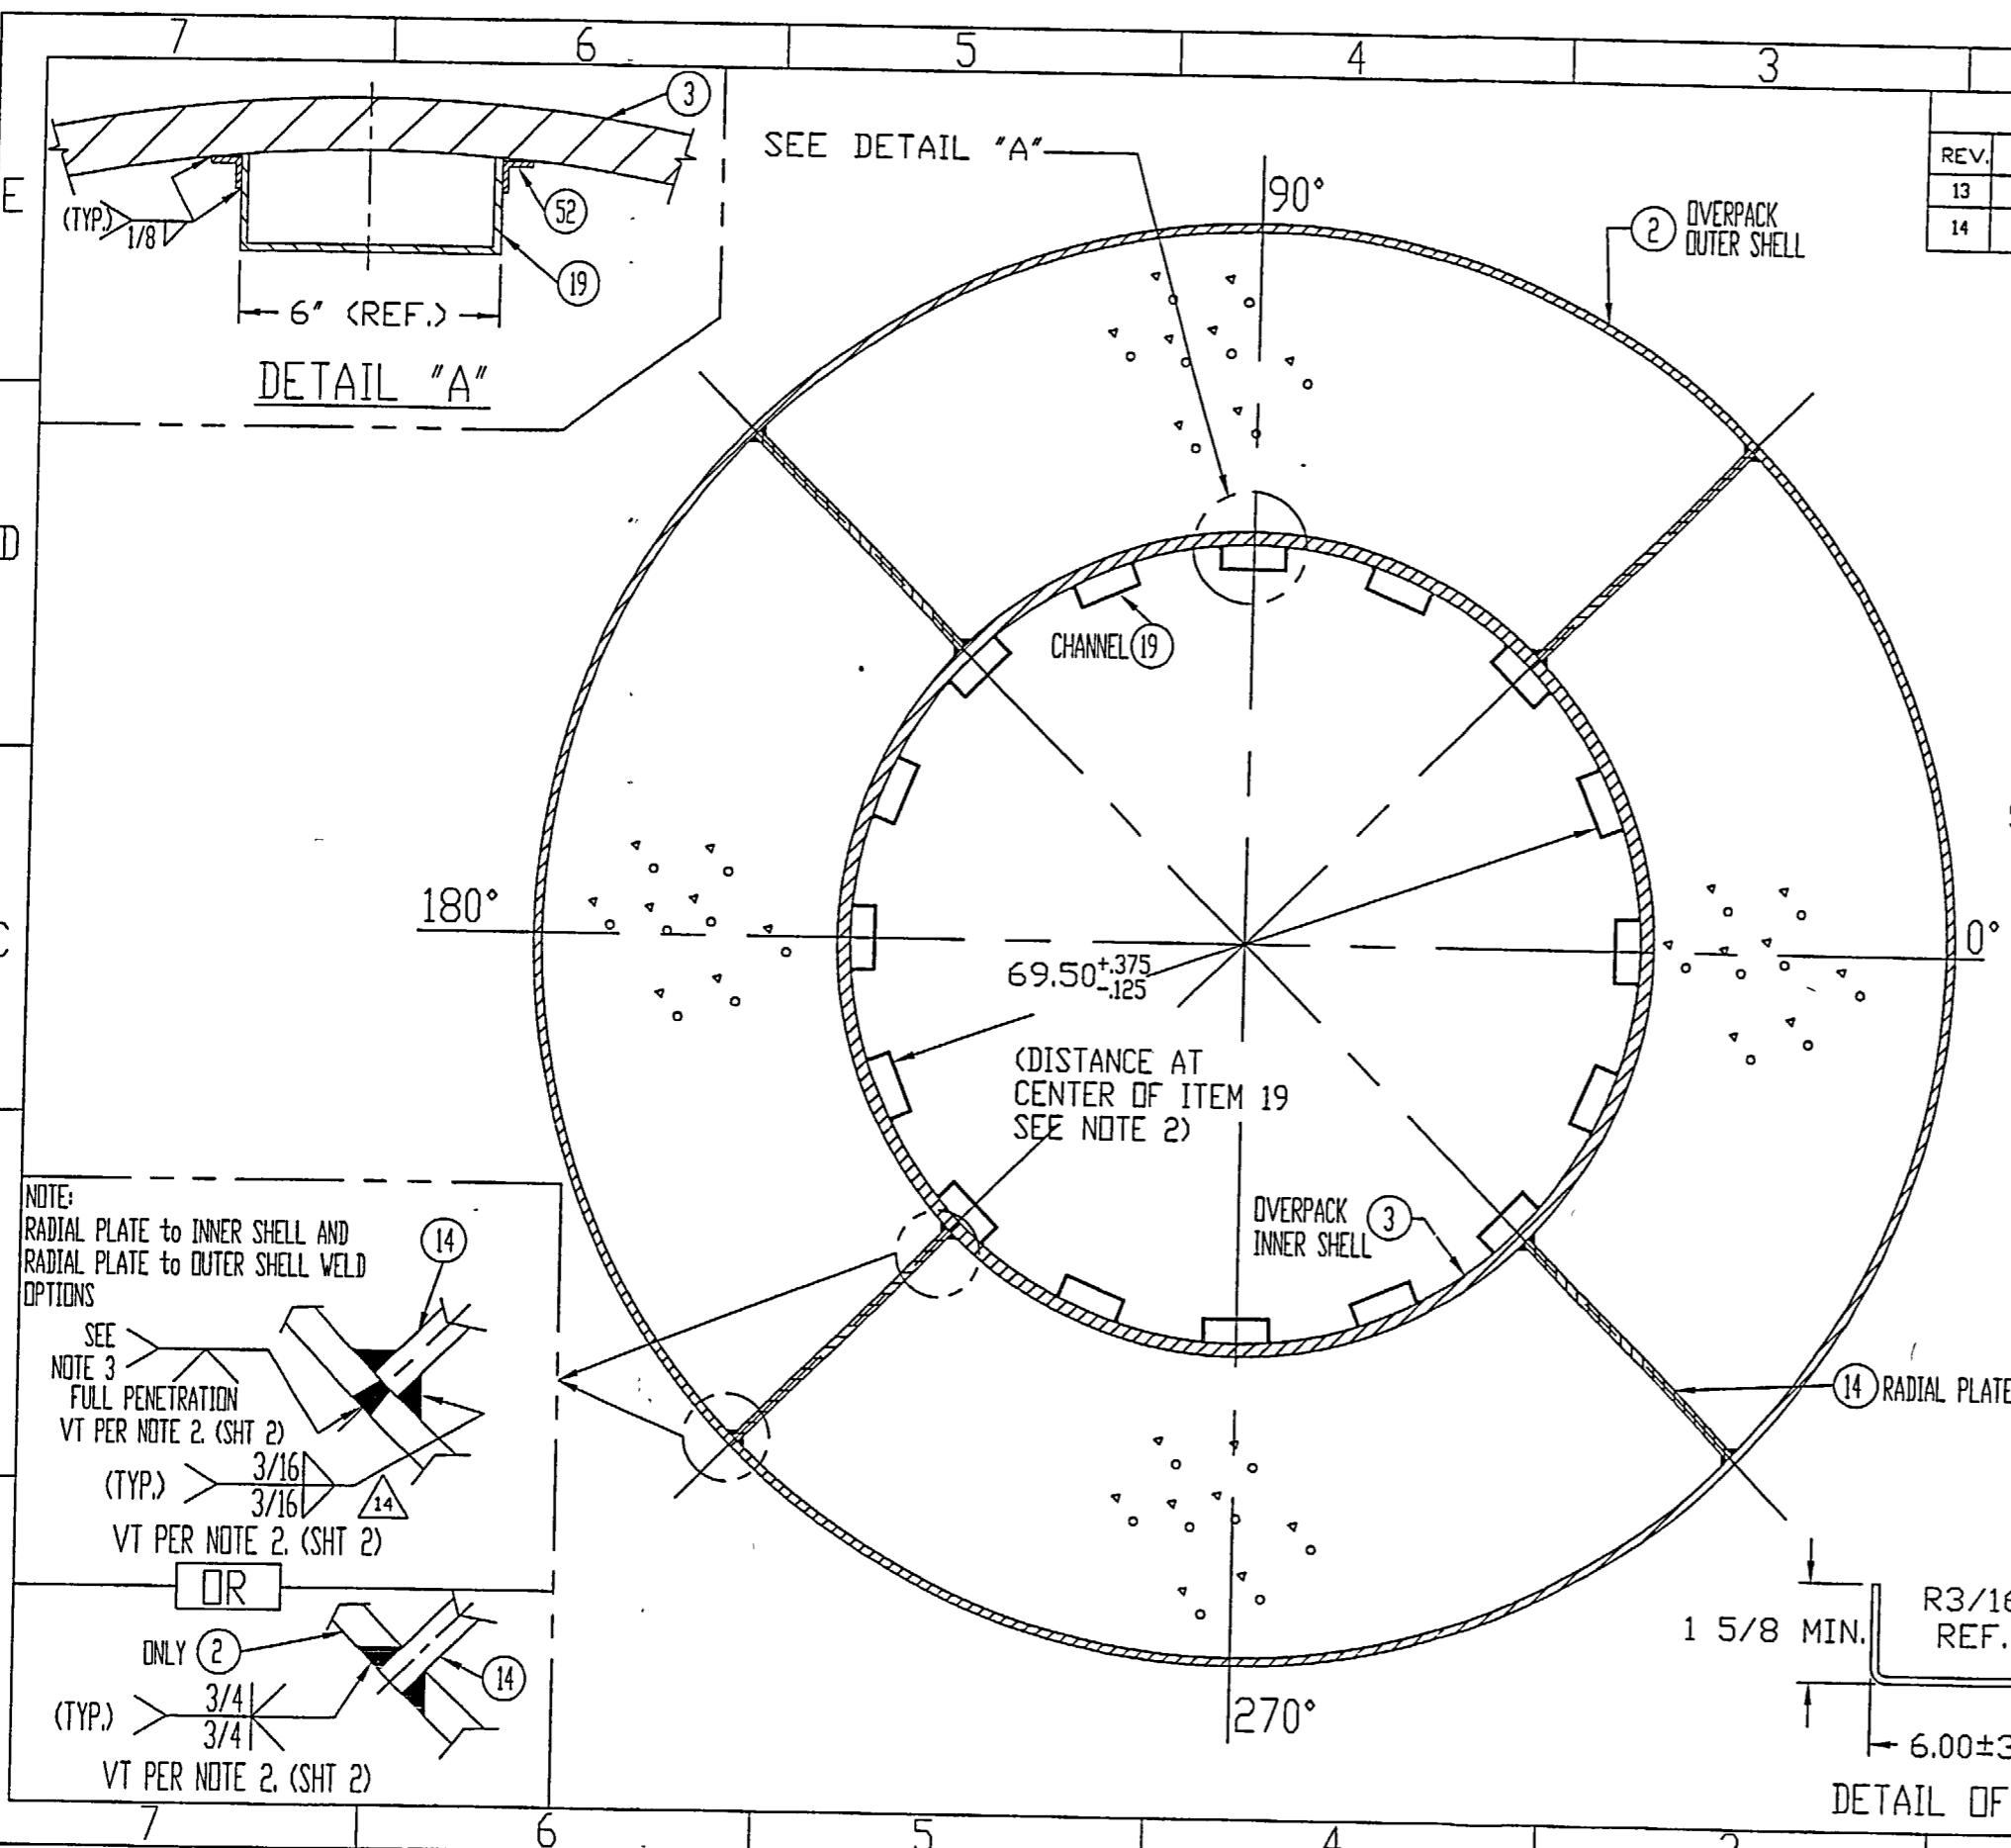 7
6
5
4
3
E
D
3
(TYP.)
1/8
52
19
6" (REF.)
DETAIL "A"
SEE DETAIL "A"
90°
2
OVERPACK
OUTER SHELL
REV.
13
14
CHANNEL 19
180°
0°
69.50 +.375
-.125
(DISTANCE AT
CENTER OF ITEM 19
SEE NOTE 2)
OVERPACK
INNER SHELL
3
14 RADIAL PLATE
270°
NOTE:
RADIAL PLATE to INNER SHELL AND
RADIAL PLATE to OUTER SHELL WELD
OPTIONS
14
SEE
NOTE 3
FULL PENETRATION
VT PER NOTE 2. (SHT 2)
(TYP.)
3/16
3/16
14
VT PER NOTE 2. (SHT 2)
OR
ONLY 2
14
(TYP.)
3/4
3/4
VT PER NOTE 2. (SHT 2)
1 5/8 MIN.
R3/16
REF.
6.00±3
DETAIL OF
7
6
5
4